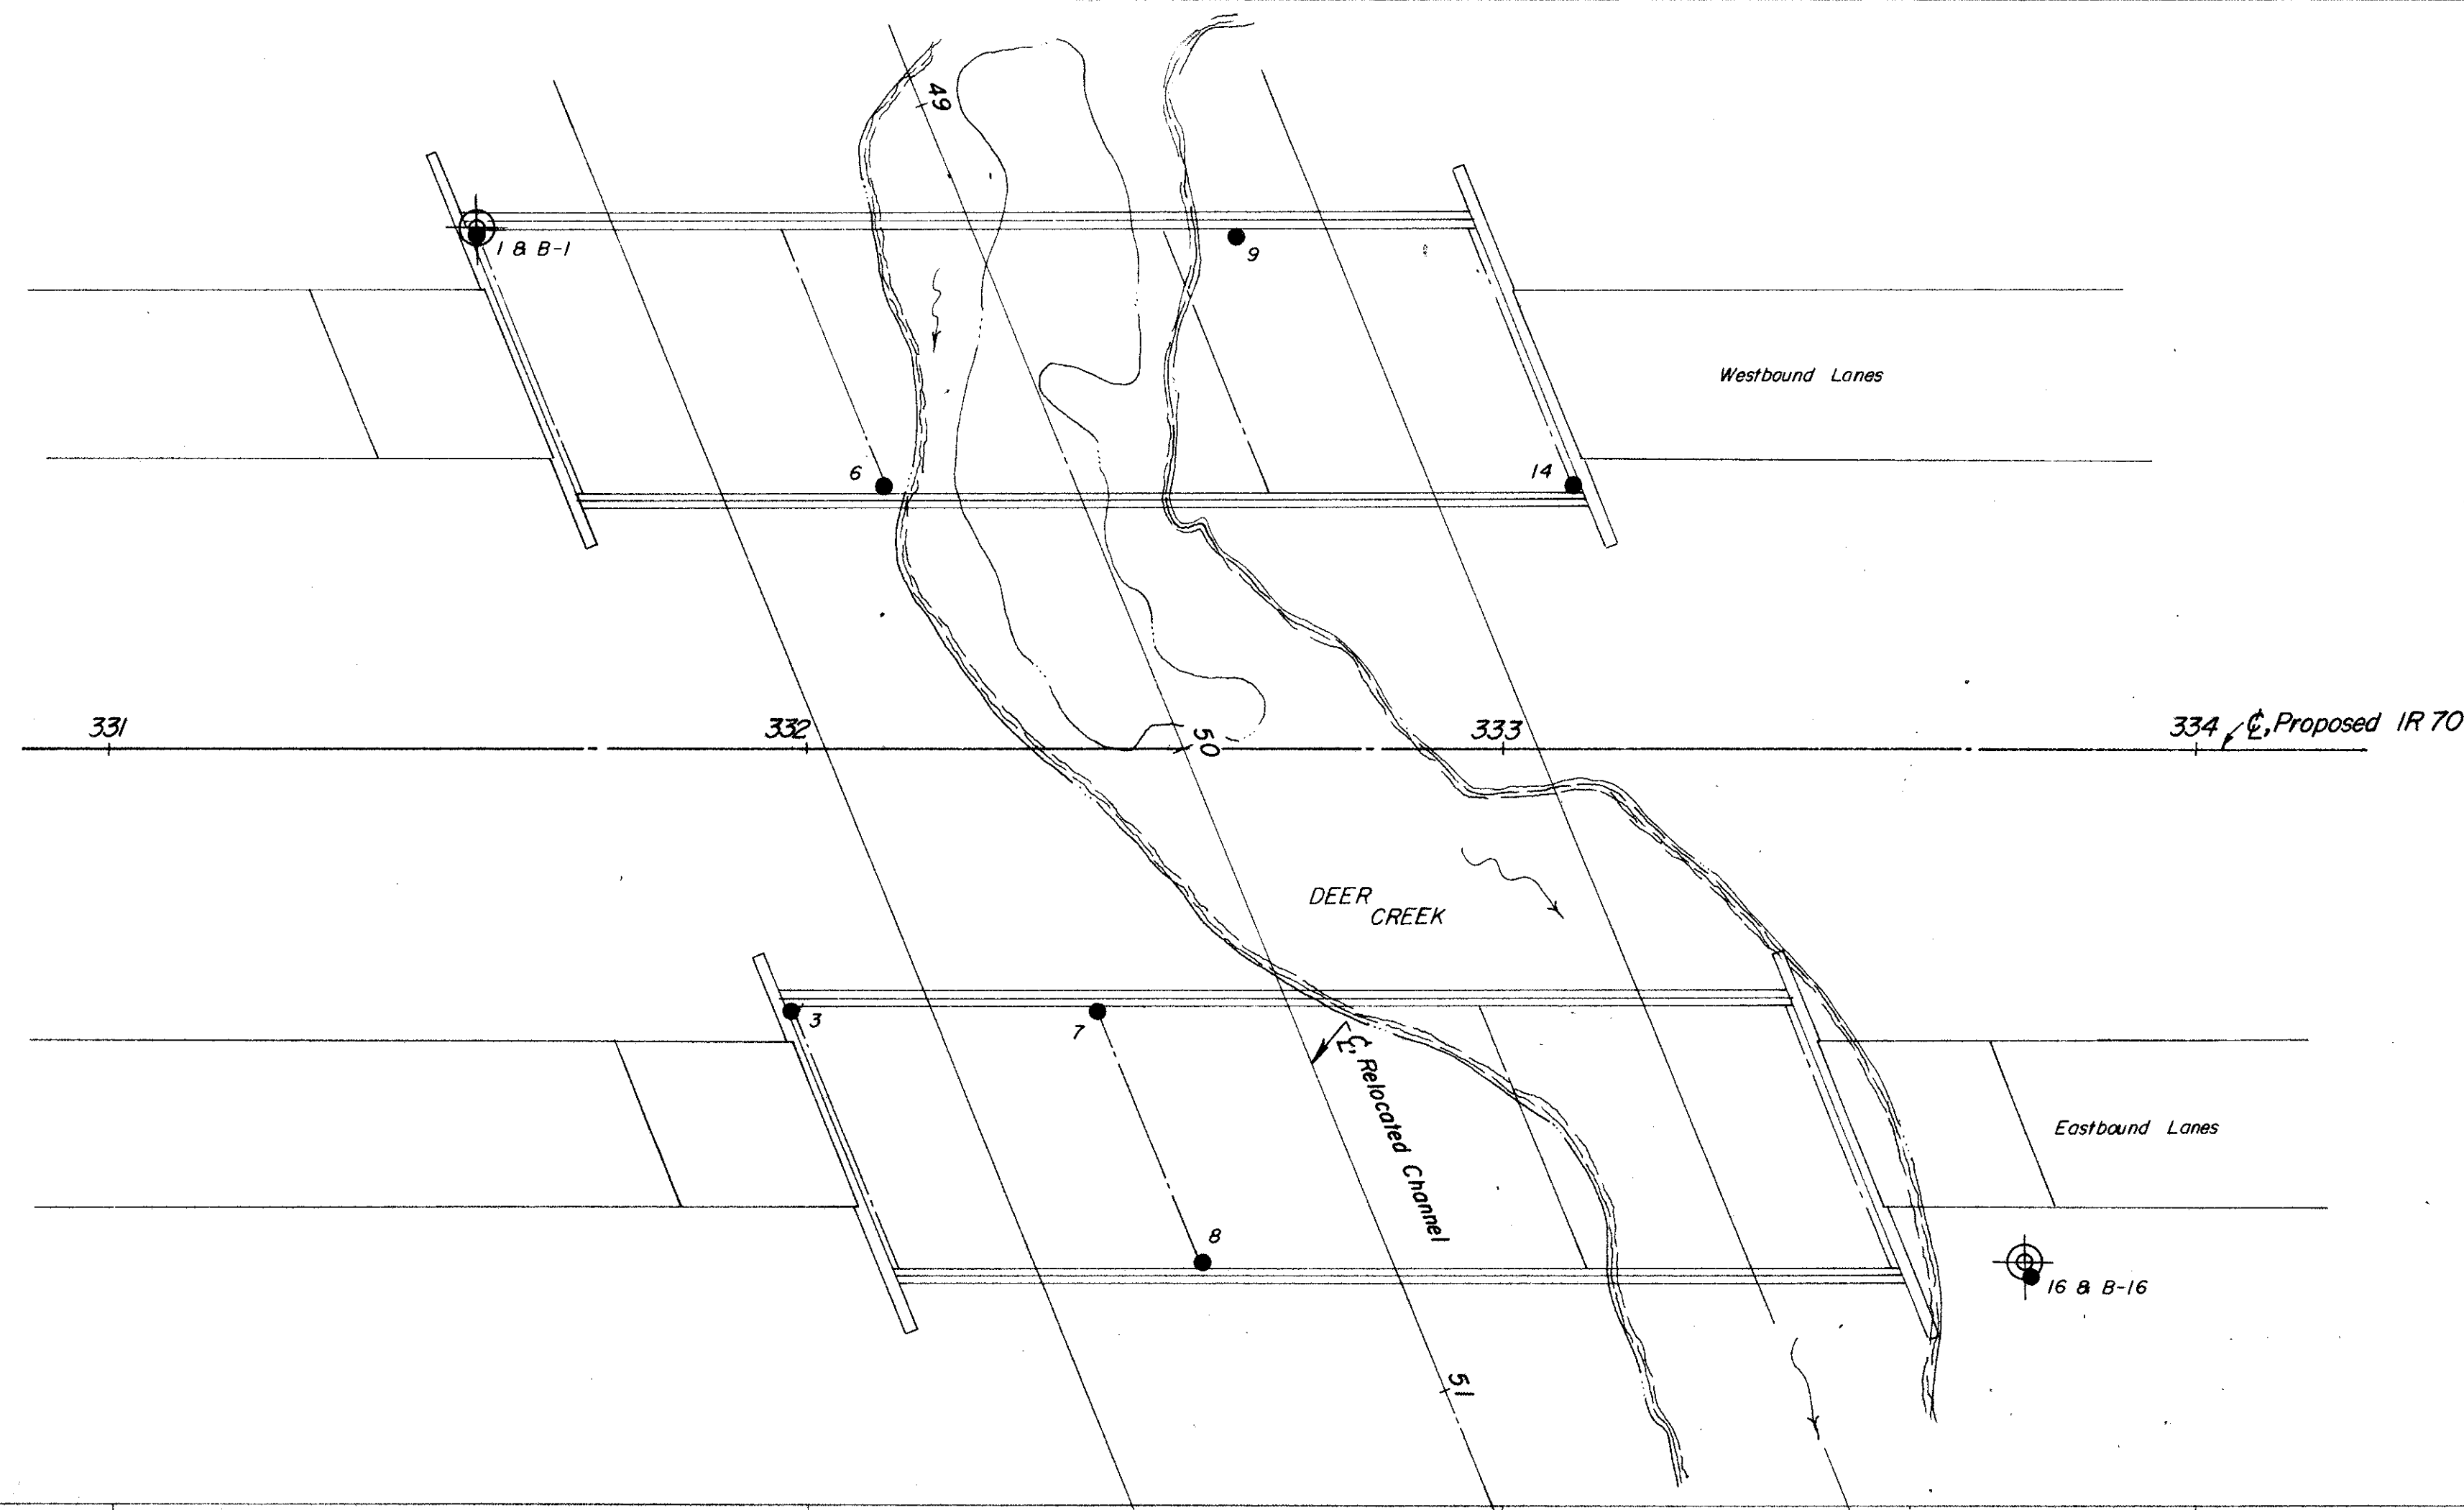 49
1 & B-1
9
Westbound Lanes
6
14
331
332
50
333
334
℄, Proposed IR 70
DEER
CREEK
3
7
℄, Relocated Channel
Eastbound Lanes
8
16 & B-16
51